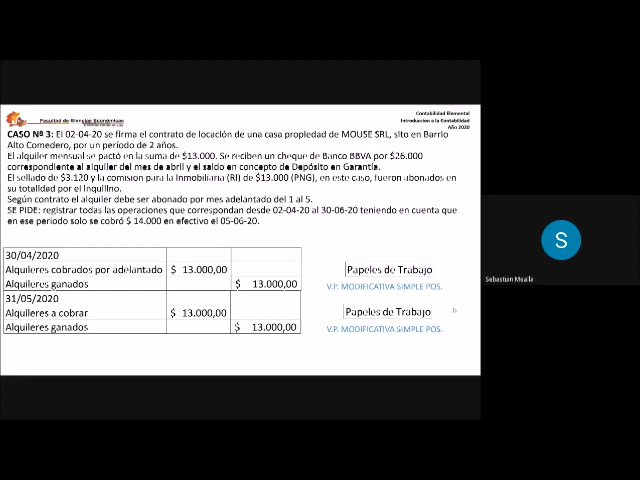 Facultad de Ciencias Económicas
Contabilidad Elemental
Introducción a la Contabilidad
Año 2020
CASO Nº 3: El 02-04-20 se firma el contrato de locación de una casa propiedad de MOUSE SRL, sito en Barrio
Alto Comedero, por un período de 2 años.
El alquiler mensual se pactó en la suma de $13.000. Se reciben un cheque de Banco BBVA por $26.000
correspondiente al alquiler del mes de abril y el saldo en concepto de Depósito en Garantía.
El sellado de $3.120 y la comisión para la Inmobiliaria (RI) de $13.000 (PNG), en este caso, fueron abonados en
su totalidad por el inquilino.
Según contrato el alquiler debe ser abonado por mes adelantado del 1 al 5.
SE PIDE: registrar todas las operaciones que correspondan desde 02-04-20 al 30-06-20 teniendo en cuenta que
en ese periodo solo se cobró $ 14.000 en efectivo el 05-06-20.
30/04/2020
Alquileres cobrados por adelantado $ 13.000,00
Alquileres ganados $ 13.000,00
Papeles de Trabajo
V.P. MODIFICATIVA SIMPLE POS.
31/05/2020
Alquileres a cobrar $ 13.000,00
Alquileres ganados $ 13.000,00
Papeles de Trabajo
V.P. MODIFICATIVA SIMPLE POS.
S
Sebastian Mualla